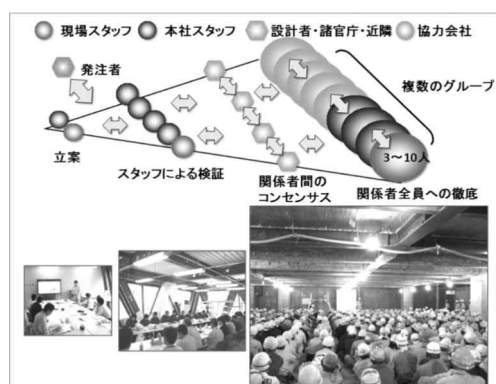 現場スタッフ 本社スタッフ 設計者・諸官庁・近隣 協力会社
発注者
複数のグループ
3〜10人
立案
スタッフによる検証
関係者間の
コンセンサス
関係者全員への徹底